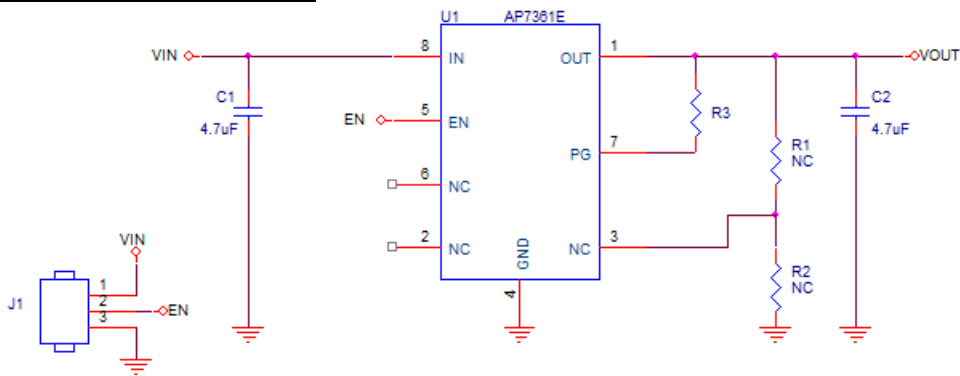 U1 AP7361E
VIN 8 IN OUT 1 VOUT
C1
4.7uF
EN 5 EN
R3
C2
4.7uF
PG 7
R1
NC
6 NC
2 NC GND NC 3
4
R2
NC
VIN
J1
1
2 EN
3